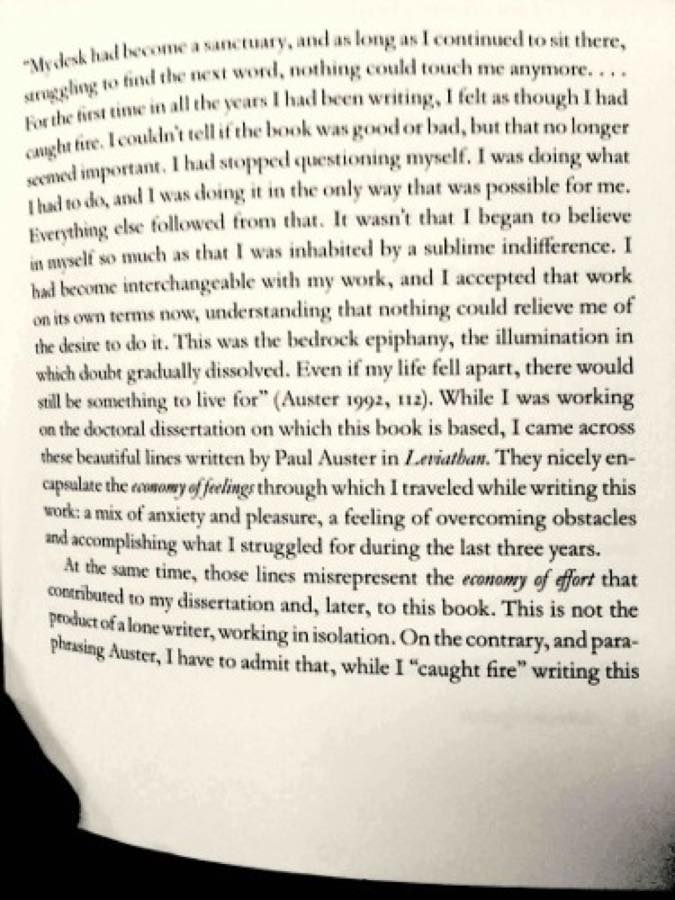 “My desk had become a sanctuary, and as long as I continued to sit there,
struggling to find the next word, nothing could touch me anymore. . . .
For the first time in all the years I had been writing, I felt as though I had
caught fire. I couldn’t tell if the book was good or bad, but that no longer
seemed important. I had stopped questioning myself. I was doing what
I had to do, and I was doing it in the only way that was possible for me.
Everything else followed from that. It wasn’t that I began to believe
in myself so much as that I was inhabited by a sublime indifference. I
had become interchangeable with my work, and I accepted that work
on its own terms now, understanding that nothing could relieve me of
the desire to do it. This was the bedrock epiphany, the illumination in
which doubt gradually dissolved. Even if my life fell apart, there would
still be something to live for” (Auster 1992, 112). While I was working
on the doctoral dissertation on which this book is based, I came across
these beautiful lines written by Paul Auster in Leviathan. They nicely en-
capsulate the economy of feelings through which I traveled while writing this
work: a mix of anxiety and pleasure, a feeling of overcoming obstacles
and accomplishing what I struggled for during the last three years.
At the same time, those lines misrepresent the economy of effort that
contributed to my dissertation and, later, to this book. This is not the
product of a lone writer, working in isolation. On the contrary, and para-
phrasing Auster, I have to admit that, while I “caught fire” writing this